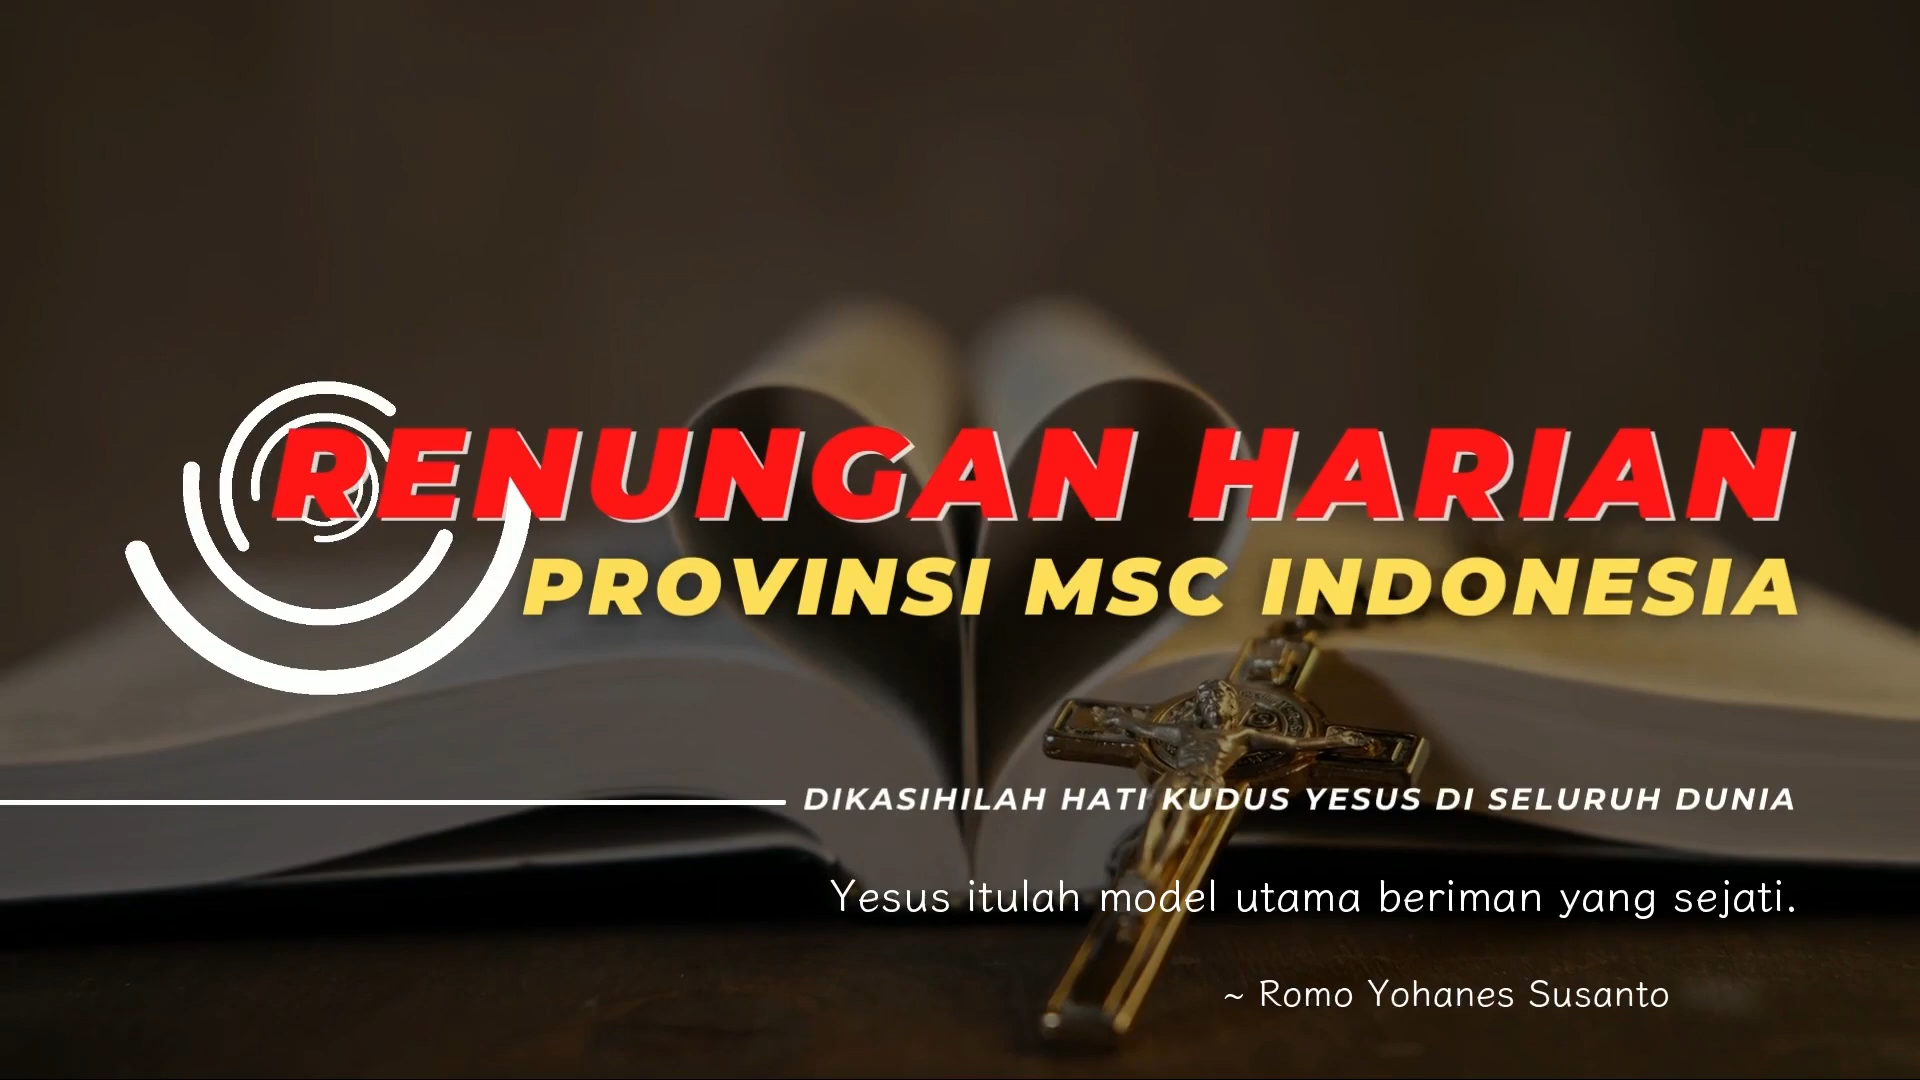 RENUNGAN HARIAN
PROVINSI MSC INDONESIA
DIKASIHILAH HATI KUDUS YESUS DI SELURUH DUNIA
Yesus itulah model utama beriman yang sejati.
~ Romo Yohanes Susanto